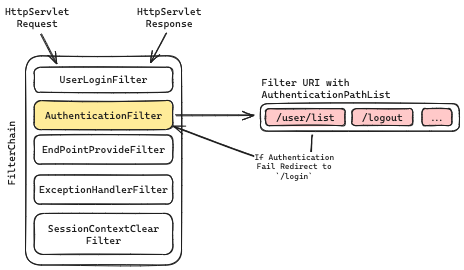 HttpServlet
Request
HttpServlet
Response
FilterChain
UserLoginFilter
AuthenticationFilter
EndPointProvideFilter
ExceptionHandlerFilter
SessionContextClear
Filter
Filter URI with
AuthenticationPathList
/user/list
/logout
...
If Authentication
Fail Redirect to
`/login`